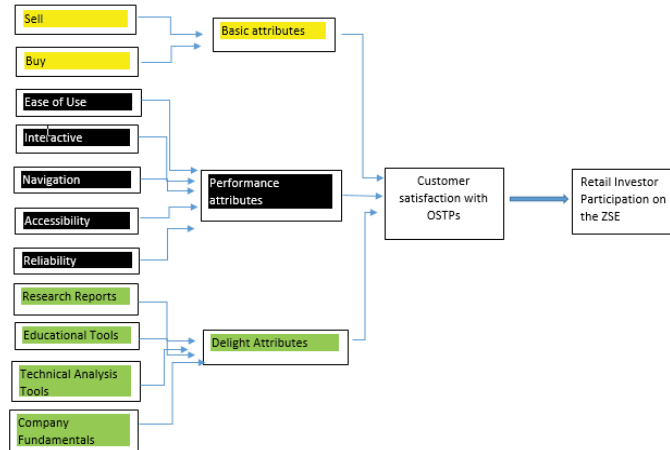 Sell
Buy
Basic attributes
Ease of Use
Interactive
Navigation
Accessibility
Reliability
Performance
attributes
Research Reports
Educational Tools
Technical Analysis
Tools
Company
Fundamentals
Delight Attributes
Customer
satisfaction with
OSTPs
Retail Investor
Participation on
the ZSE